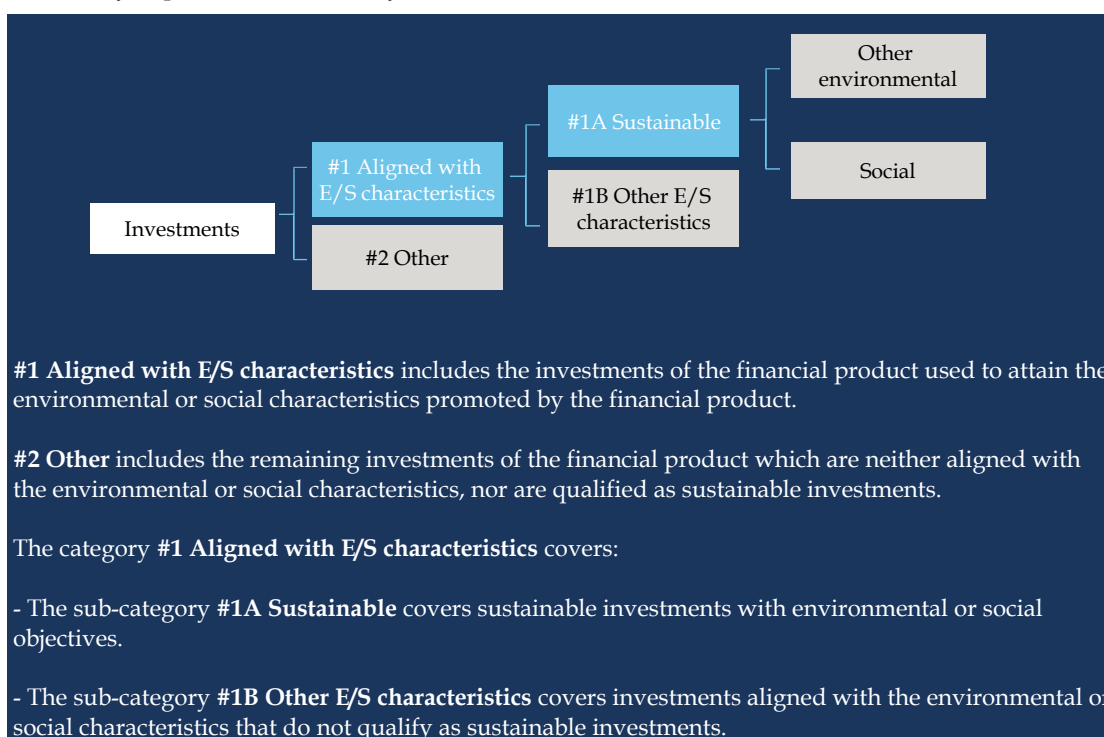 Other
environmental
#1A Sustainable
#1 Aligned with
E/S characteristics
Social
#1B Other E/S
characteristics
Investments
#2 Other
#1 Aligned with E/S characteristics includes the investments of the financial product used to attain the
environmental or social characteristics promoted by the financial product.
#2 Other includes the remaining investments of the financial product which are neither aligned with
the environmental or social characteristics, nor are qualified as sustainable investments.
The category #1 Aligned with E/S characteristics covers:
- The sub-category #1A Sustainable covers sustainable investments with environmental or social
objectives.
- The sub-category #1B Other E/S characteristics covers investments aligned with the environmental or
social characteristics that do not qualify as sustainable investments.